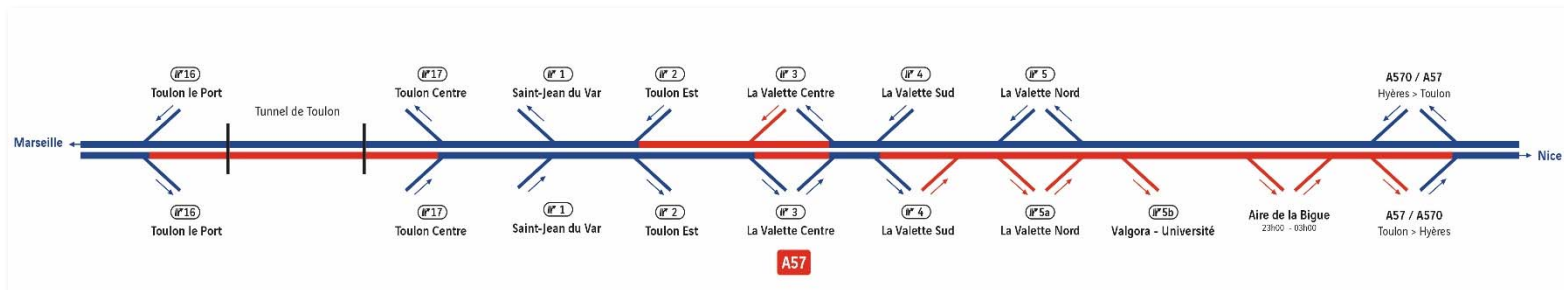 16
17
1
2
3
4
5
A570 / A57
Toulon le Port
Toulon Centre
Saint-Jean du Var
Toulon Est
La Valette Centre
La Valette Sud
La Valette Nord
Hyères > Toulon
Tunnel de Toulon
Marseille
Nice
16
17
1
2
3
4
5a
5b
Aire de la Bigue
A57 / A570
Toulon le Port
Toulon Centre
Saint-Jean du Var
Toulon Est
La Valette Centre
La Valette Sud
La Valette Nord
Valgora - Université
23h00 - 03h00
Toulon > Hyères
A57